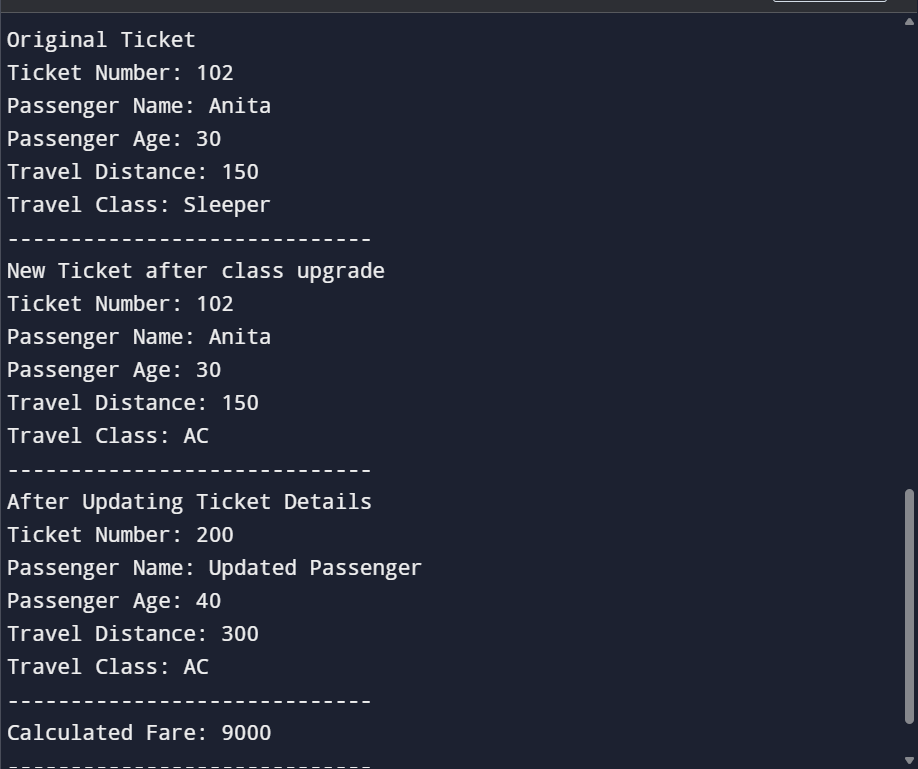 Original Ticket
Ticket Number: 102
Passenger Name: Anita
Passenger Age: 30
Travel Distance: 150
Travel Class: Sleeper
-----------------------------
New Ticket after class upgrade
Ticket Number: 102
Passenger Name: Anita
Passenger Age: 30
Travel Distance: 150
Travel Class: AC
-----------------------------
After Updating Ticket Details
Ticket Number: 200
Passenger Name: Updated Passenger
Passenger Age: 40
Travel Distance: 300
Travel Class: AC
-----------------------------
Calculated Fare: 9000
-----------------------------